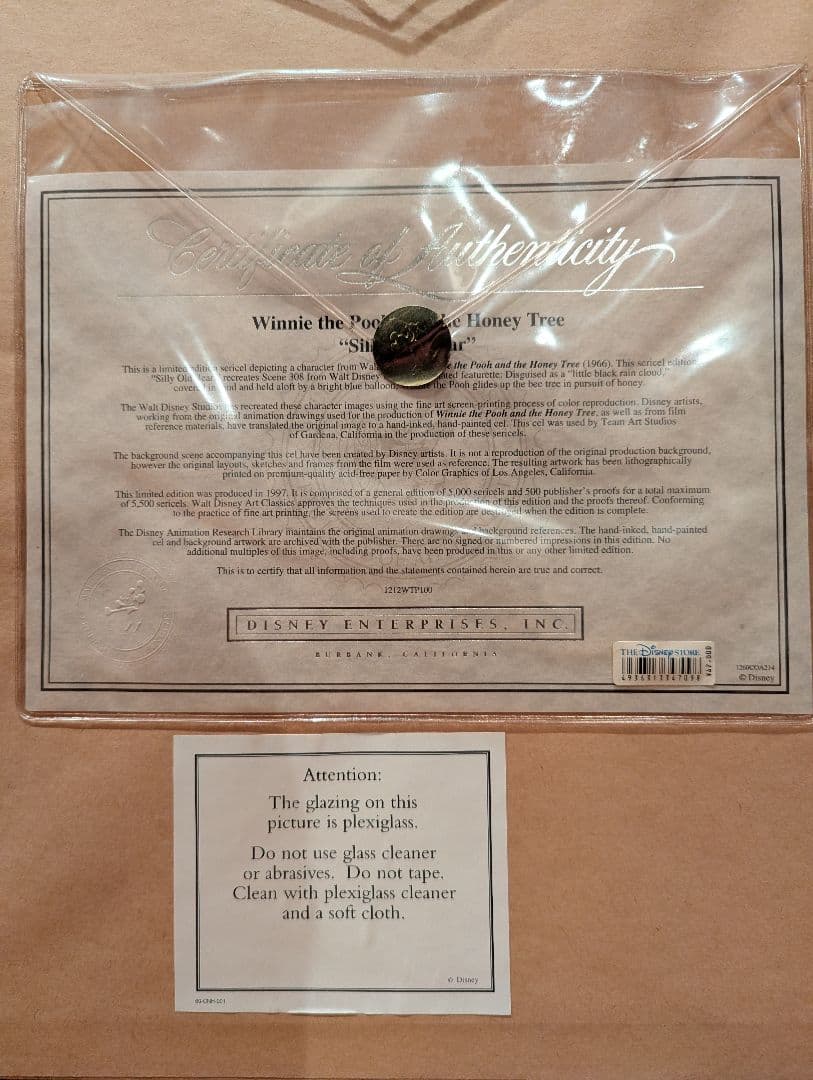 Certificate of Authenticity
Winnie the Poo he Honey Tree
“Sil ar”
This is a limited edition sericel depicting a character from Wal e the Pooh and the Honey Tree (1966). This sericel edition,
“Silly Old Bear” recreates Scene 308 from Walt Disney ated featurette: Disguised as a “little black rain cloud,”
covered in mud and held aloft by a bright blue balloon, the Pooh glides up the bee tree in pursuit of honey.
The Walt Disney Studios has recreated these character images using the fine art screen-printing process of color reproduction. Disney artists,
working from the original animation drawings used for the production of Winnie the Pooh and the Honey Tree, as well as from film
reference materials, have translated the original image to a hand-inked, hand-painted cel. This cel was used by Team Art Studios
of Gardena, California in the production of these sericels.
The background scene accompanying this cel have been created by Disney artists. It is not a reproduction of the original production background,
however the original layouts, sketches and frames from the film were used as reference. The resulting artwork has been lithographically
printed on premium-quality acid-free paper by Color Graphics of Los Angeles, California.
This limited edition was produced in 1997. It is comprised of a general edition of 5,000 sericels and 500 publisher’s proofs for a total maximum
of 5,500 sericels. Walt Disney Art Classics approves the techniques used in the production of this edition and the proofs thereof. Conforming
to the practice of fine art printing, the screens used to create the edition are destroyed when the edition is complete.
The Disney Animation Research Library maintains the original animation drawings and background references. The hand-inked, hand-painted
cel and background artwork are archived with the publisher. There are no signed or numbered impressions in this edition. No
additional multiples of this image, including proofs, have been produced in this or any other limited edition.
This is to certify that all information and the statements contained herein are true and correct.
1212WTP100
DISNEY ENTERPRISES, INC.
BURBANK, CALIFORNIA
THE DISNEY STORE
1260COA214
© Disney
Attention:
The glazing on this
picture is plexiglass.
Do not use glass cleaner
or abrasives. Do not tape.
Clean with plexiglass cleaner
and a soft cloth.
© Disney